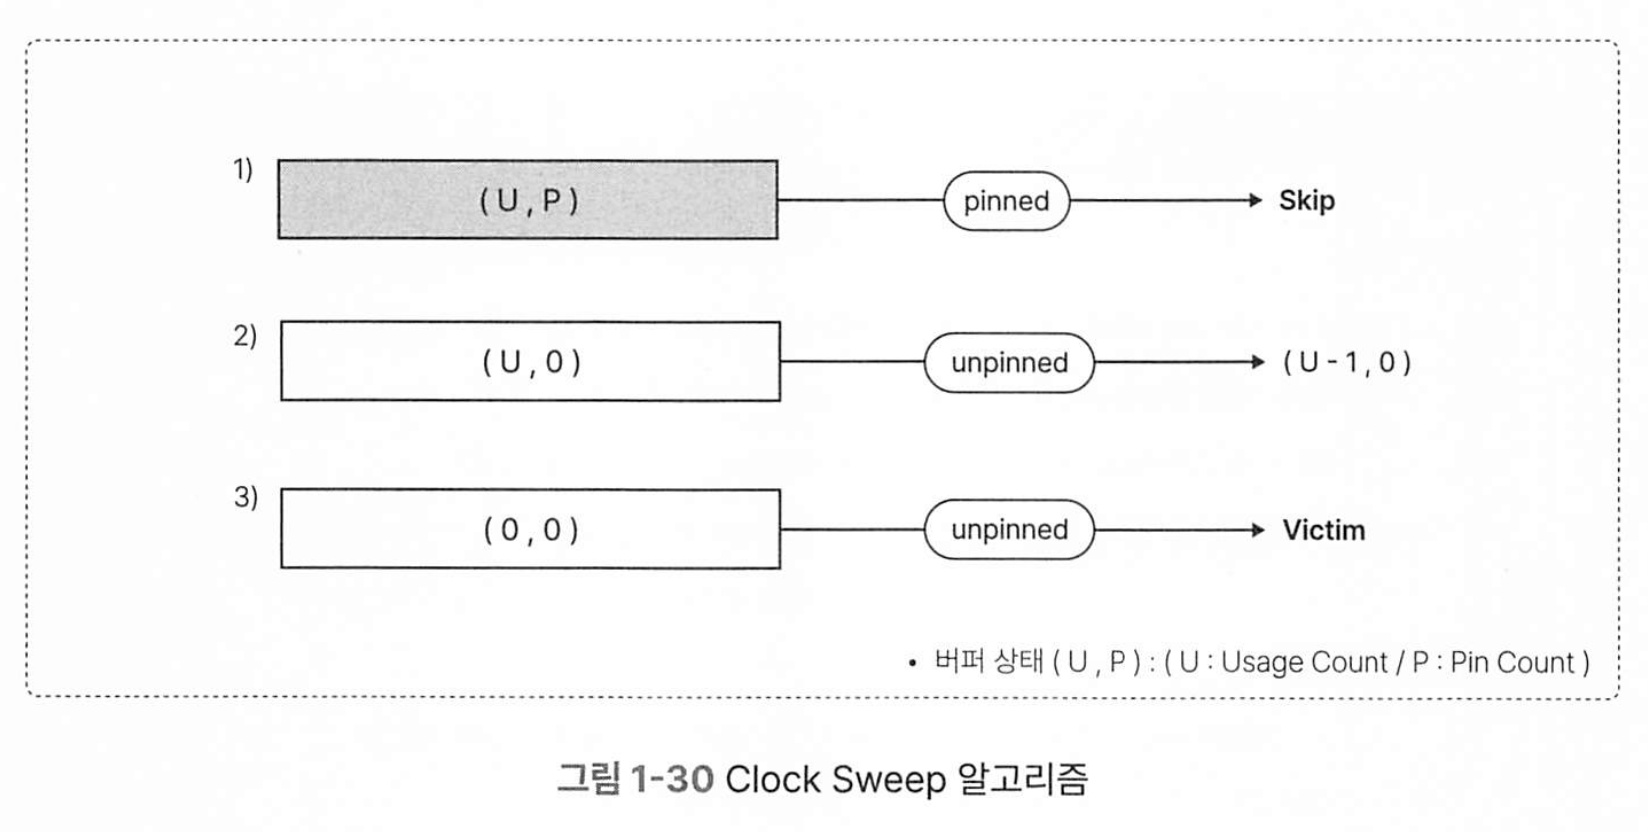 1)
( U , P )
pinned
Skip
2)
( U , 0 )
unpinned
( U - 1 , 0 )
3)
( 0 , 0 )
unpinned
Victim
• 버퍼 상태 ( U , P ) : ( U : Usage Count / P : Pin Count )
그림 1-30 Clock Sweep 알고리즘